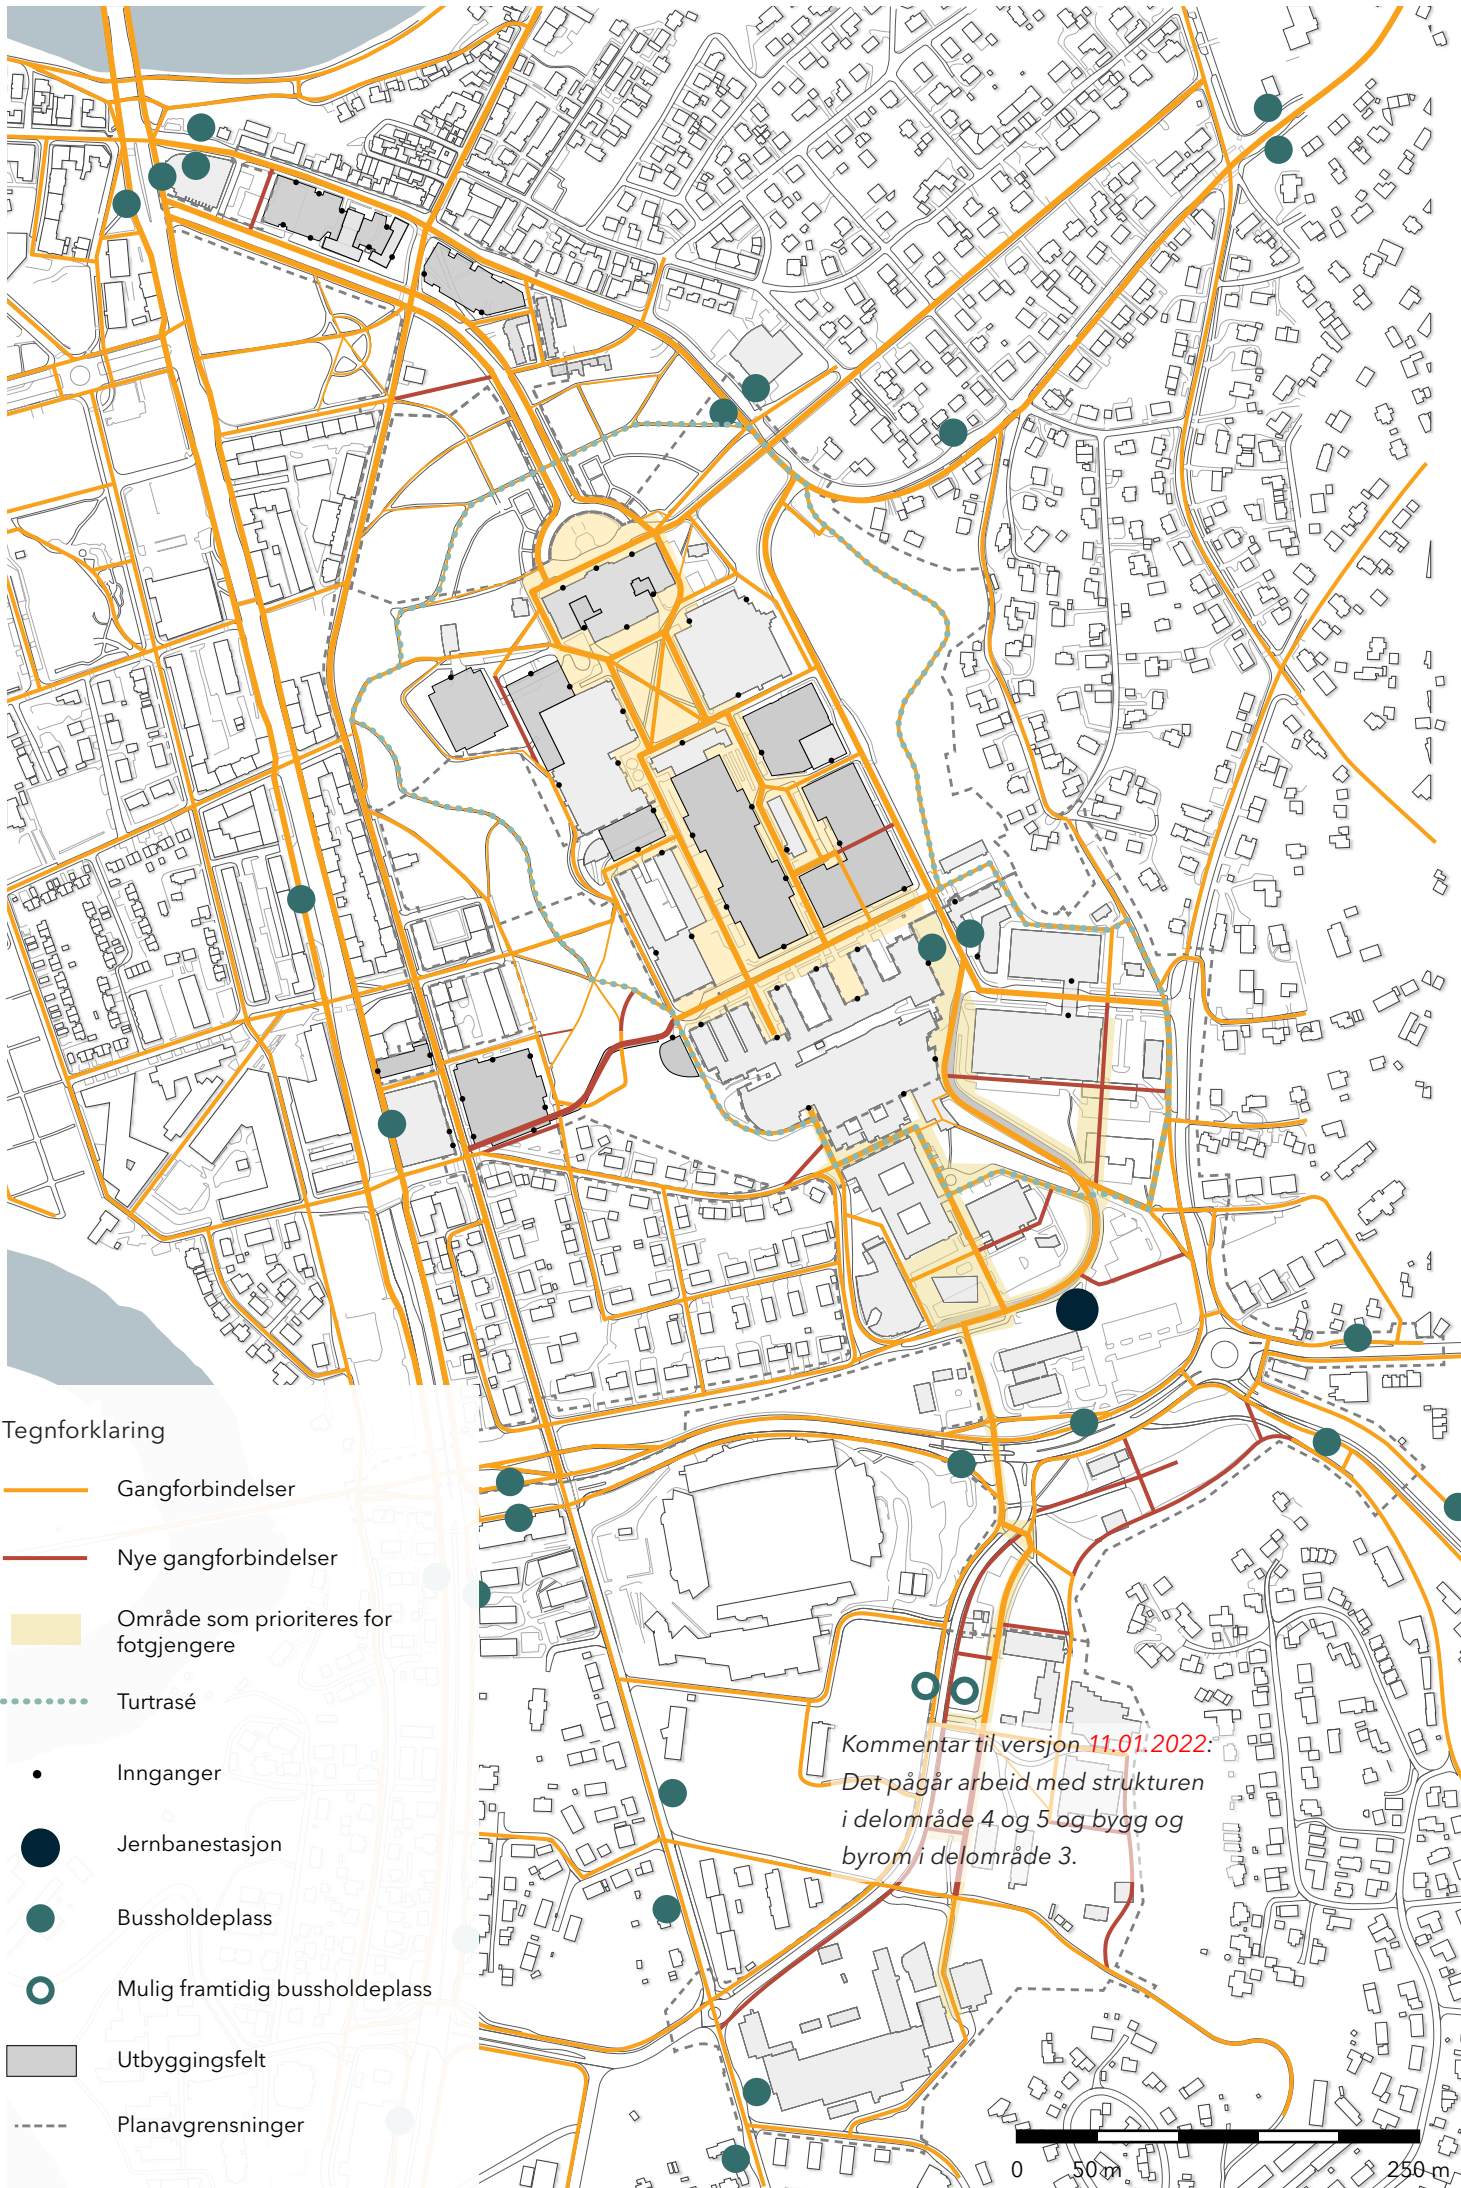 Tegnforklaring
Gangforbindelser
Nye gangforbindelser
Område som prioriteres for
fotgjengere
Turtrasé
Innganger
Jernbanestasjon
Bussholdeplass
Mulig framtidig bussholdeplass
Utbyggingsfelt
Planavgrensninger
Kommentar til versjon 11.01.2022:
Det pågår arbeid med strukturen
i delområde 4 og 5 og bygg og
byrom i delområde 3.
0 50 m 250 m